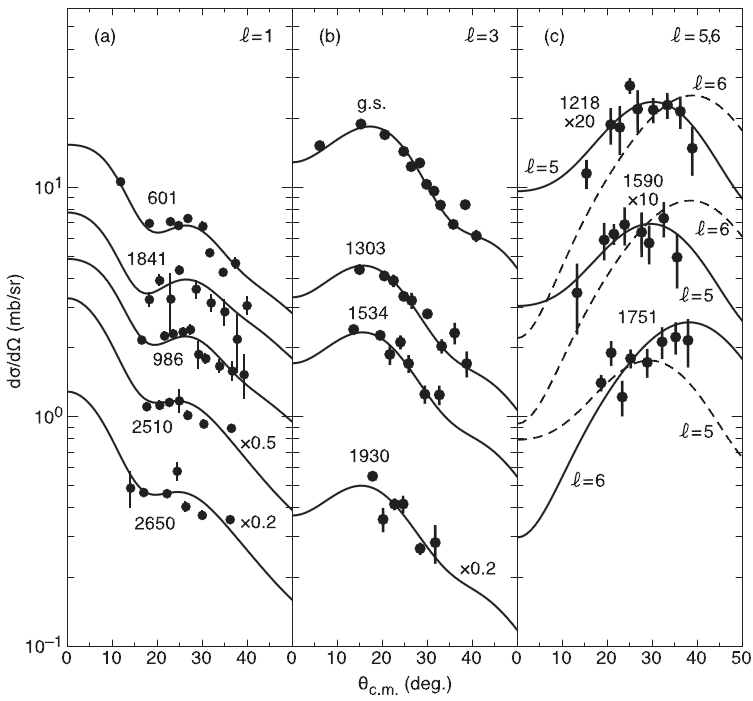 (a)
ℓ=1
601
1841
986
2510
×0.5
2650
×0.2
(b)
ℓ=3
g.s.
1303
1534
1930
×0.2
(c)
ℓ=5,6
ℓ=6
1218
×20
ℓ=5
1590
×10
ℓ=6
ℓ=5
1751
ℓ=5
ℓ=6
dσ/dΩ (mb/sr)
10¹
10⁰
10⁻¹
0 10 20 30 40 0 10 20 30 40 0 10 20 30 40 50
θc.m. (deg.)